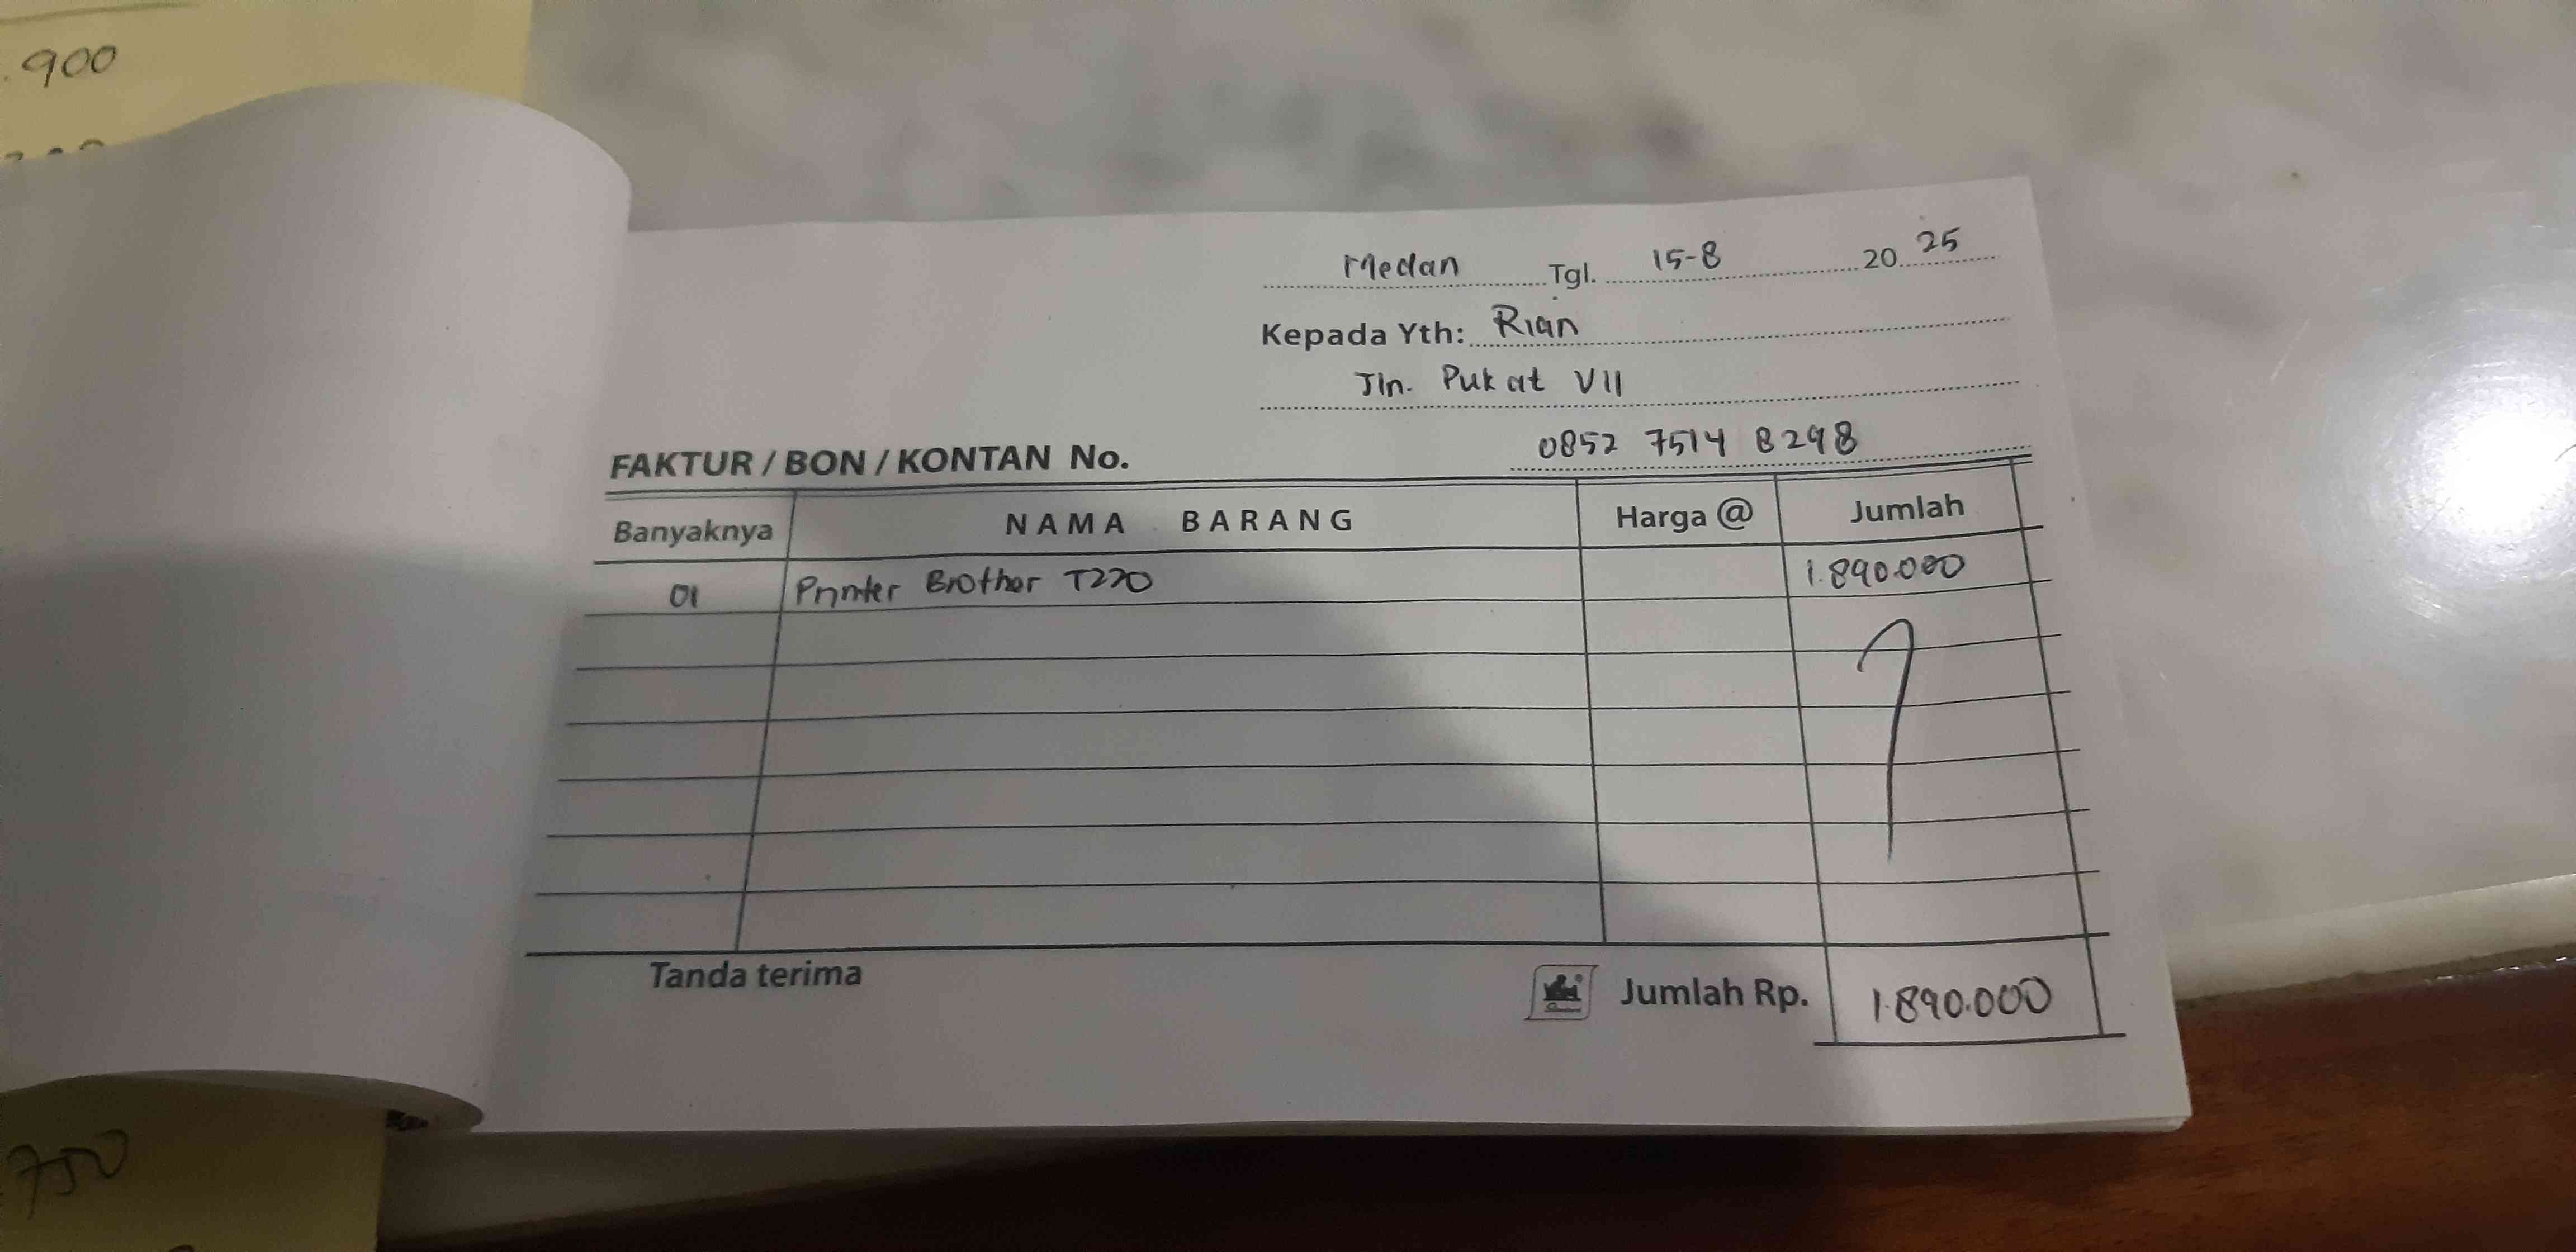 .900
Medan Tgl. 15-8 20 25
Kepada Yth: Rian
Jln. Pukat VII
0852 7514 8298
FAKTUR / BON / KONTAN No.
Banyaknya NAMA BARANG Harga @ Jumlah
01 Printer Brother T220 1.890.000
Tanda terima Jumlah Rp. 1.890.000
750